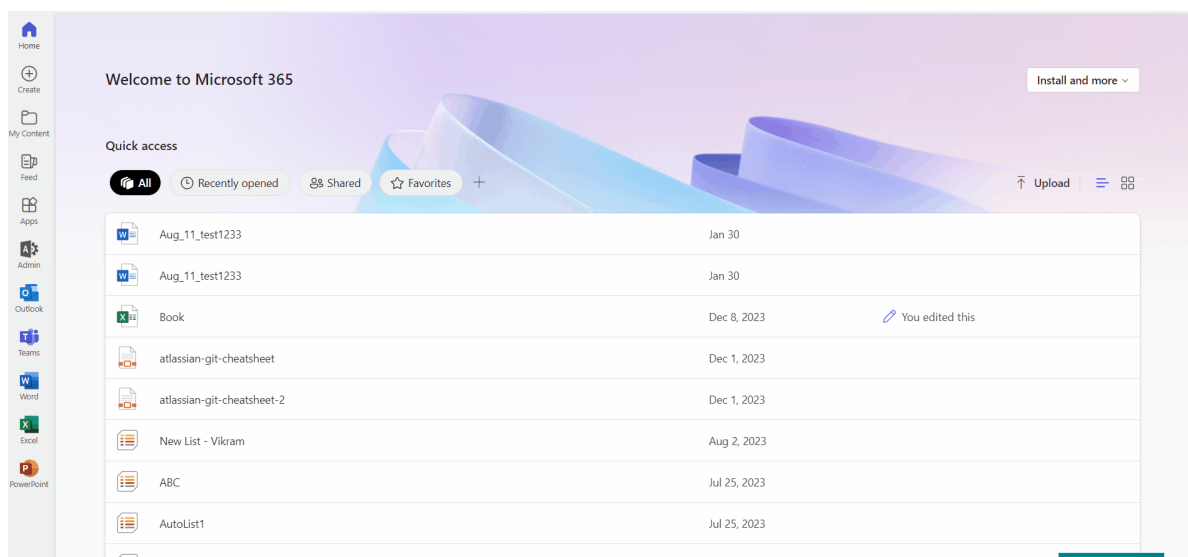 Home
Create
My Content
Feed
Apps
Admin
Outlook
Teams
Word
Excel
PowerPoint
Welcome to Microsoft 365
Install and more
Quick access
All Recently opened Shared Favorites
Upload
Aug_11_test1233 Jan 30
Aug_11_test1233 Jan 30
Book Dec 8, 2023 You edited this
atlassian-git-cheatsheet Dec 1, 2023
atlassian-git-cheatsheet-2 Dec 1, 2023
New List - Vikram Aug 2, 2023
ABC Jul 25, 2023
AutoList1 Jul 25, 2023